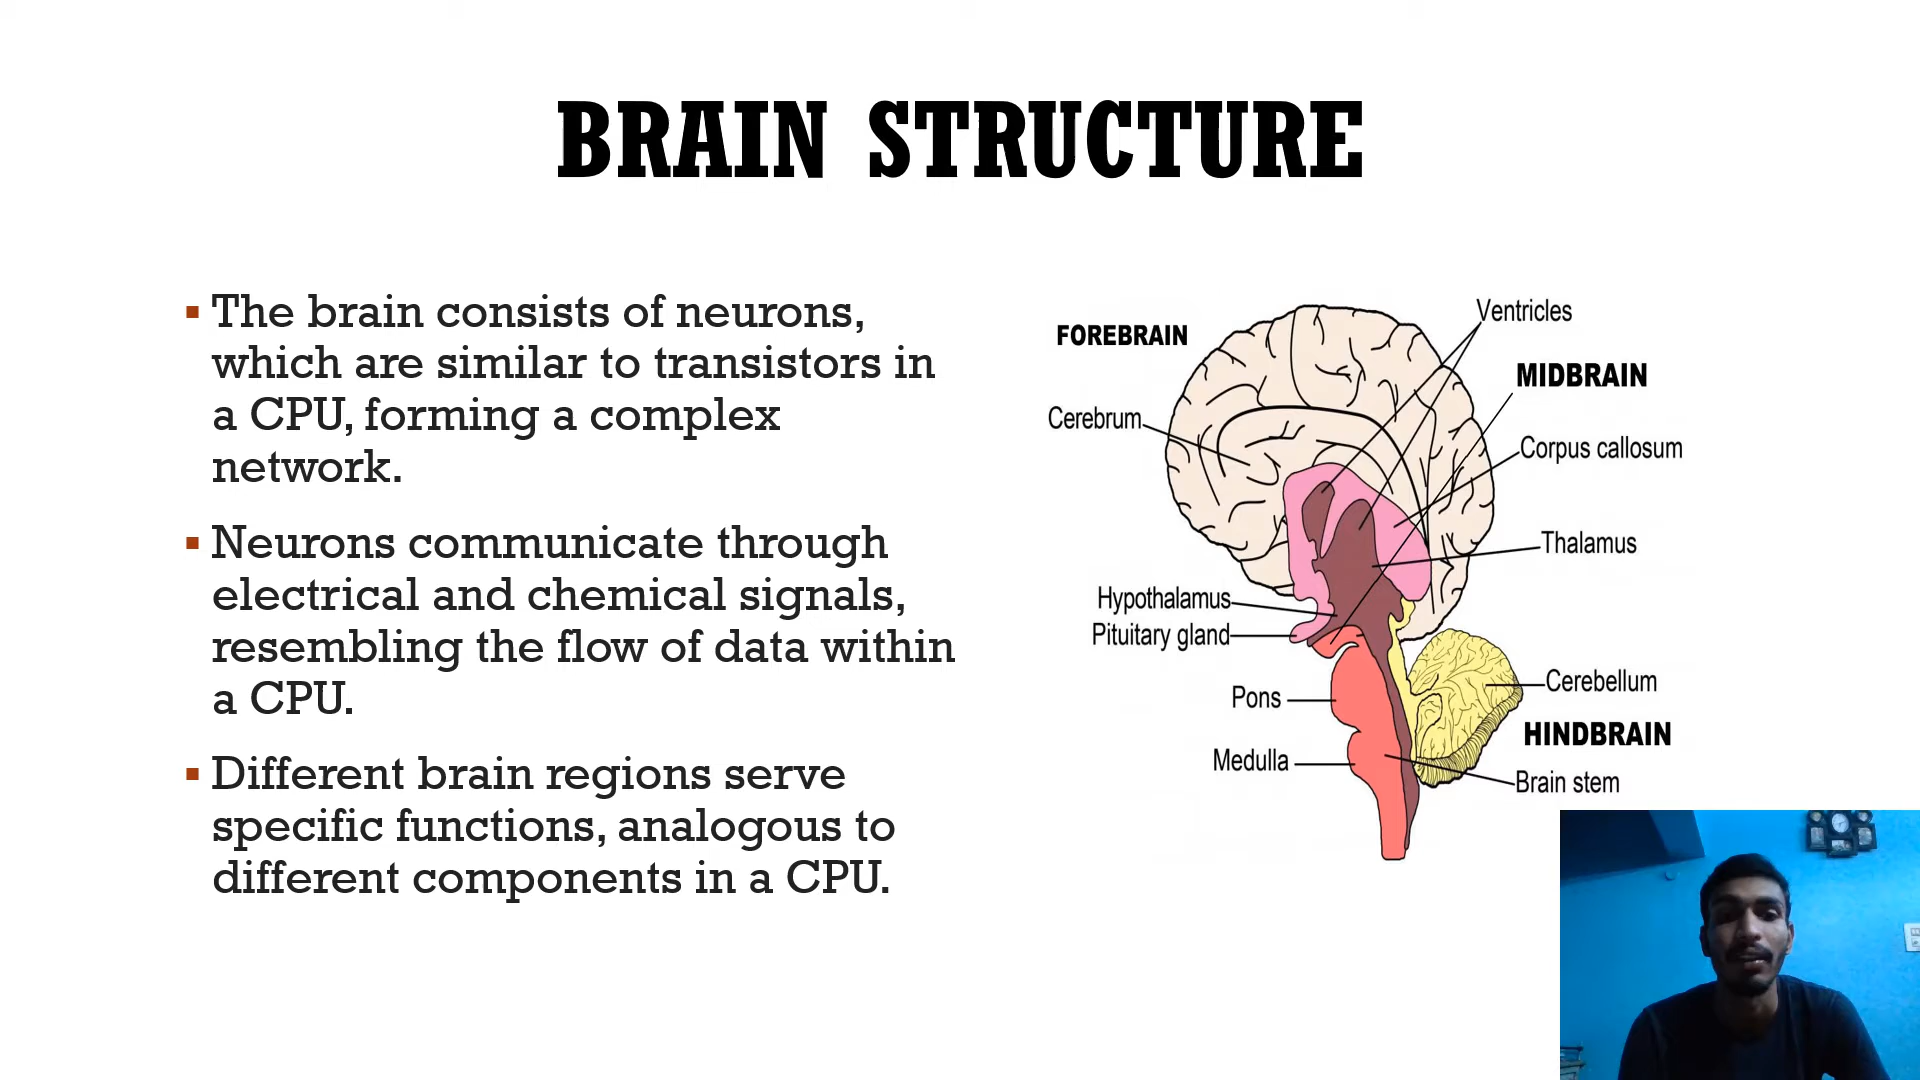 BRAIN STRUCTURE
▪ The brain consists of neurons,
which are similar to transistors in
a CPU, forming a complex
network.
▪ Neurons communicate through
electrical and chemical signals,
resembling the flow of data within
a CPU.
▪ Different brain regions serve
specific functions, analogous to
different components in a CPU.
Ventricles
FOREBRAIN
MIDBRAIN
Cerebrum
Corpus callosum
Thalamus
Hypothalamus
Pituitary gland
Cerebellum
Pons
HINDBRAIN
Medulla
Brain stem